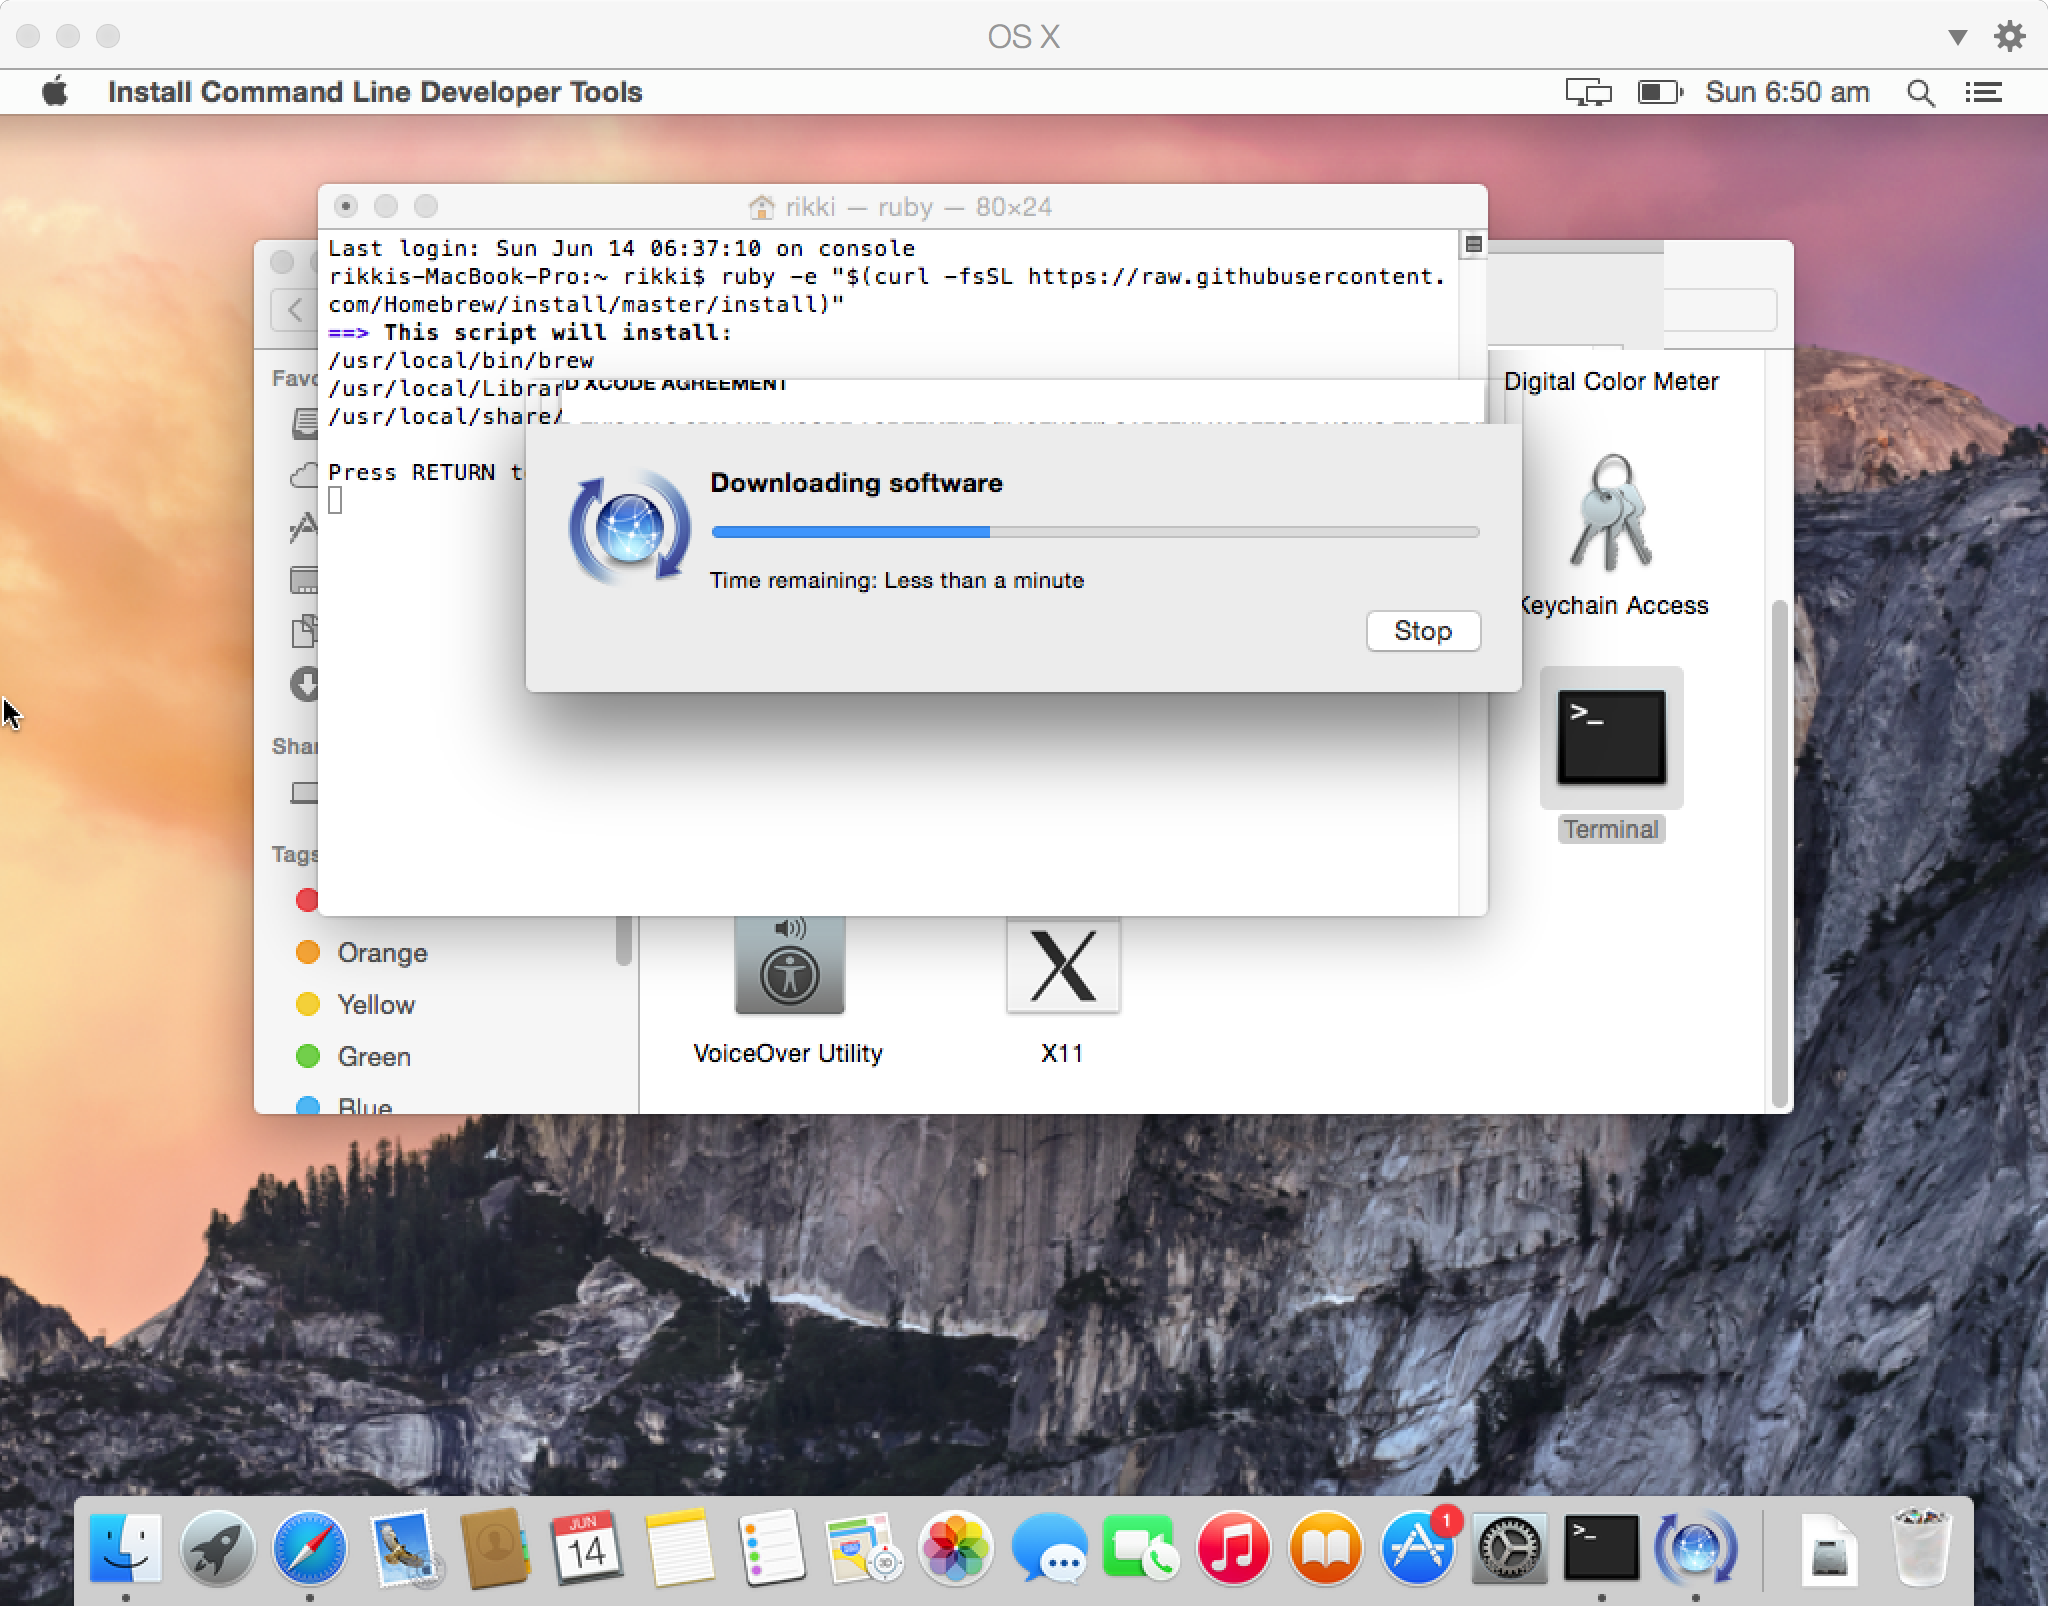 OS X
Install Command Line Developer Tools
Sun 6:50 am
rikki — ruby — 80×24
Last login: Sun Jun 14 06:37:10 on console
rikkis-MacBook-Pro:~ rikki$ ruby -e "$(curl -fsSL https://raw.githubusercontent.
com/Homebrew/install/master/install)"
==> This script will install:
/usr/local/bin/brew
/usr/local/Librar
/usr/local/share/
Press RETURN t
D XCODE AGREEMENT
Downloading software
Time remaining: Less than a minute
Stop
Favo
Shar
Tags
Orange
Yellow
Green
Blue
Digital Color Meter
Keychain Access
>_
Terminal
VoiceOver Utility
X
X11
JUN
14
3D
1
>_